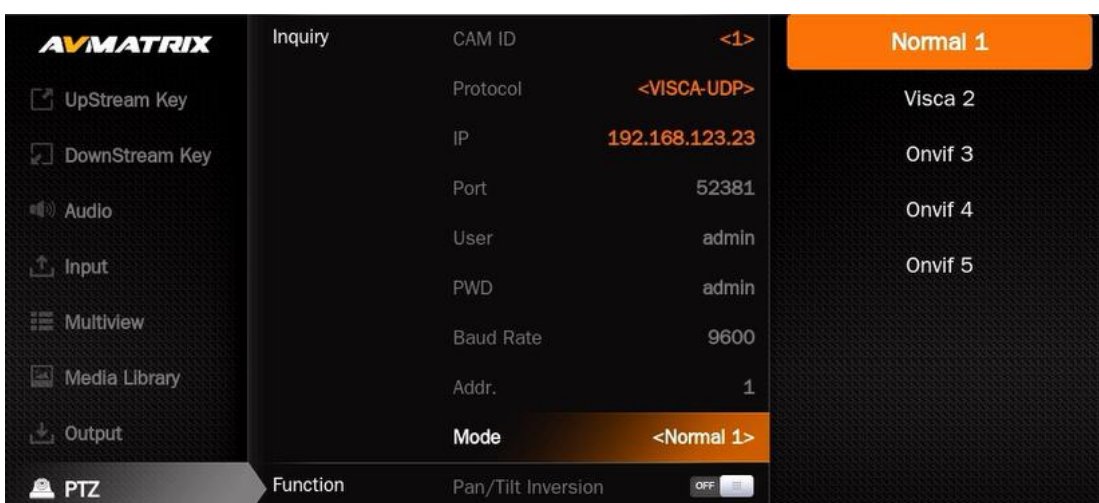 AVMATRIX
UpStream Key
DownStream Key
Audio
Input
Multiview
Media Library
Output
PTZ
Inquiry
CAM ID <1>
Protocol <VISCA-UDP>
IP 192.168.123.23
Port 52381
User admin
PWD admin
Baud Rate 9600
Addr. 1
Mode <Normal 1>
Function
Pan/Tilt Inversion OFF
Normal 1
Visca 2
Onvif 3
Onvif 4
Onvif 5